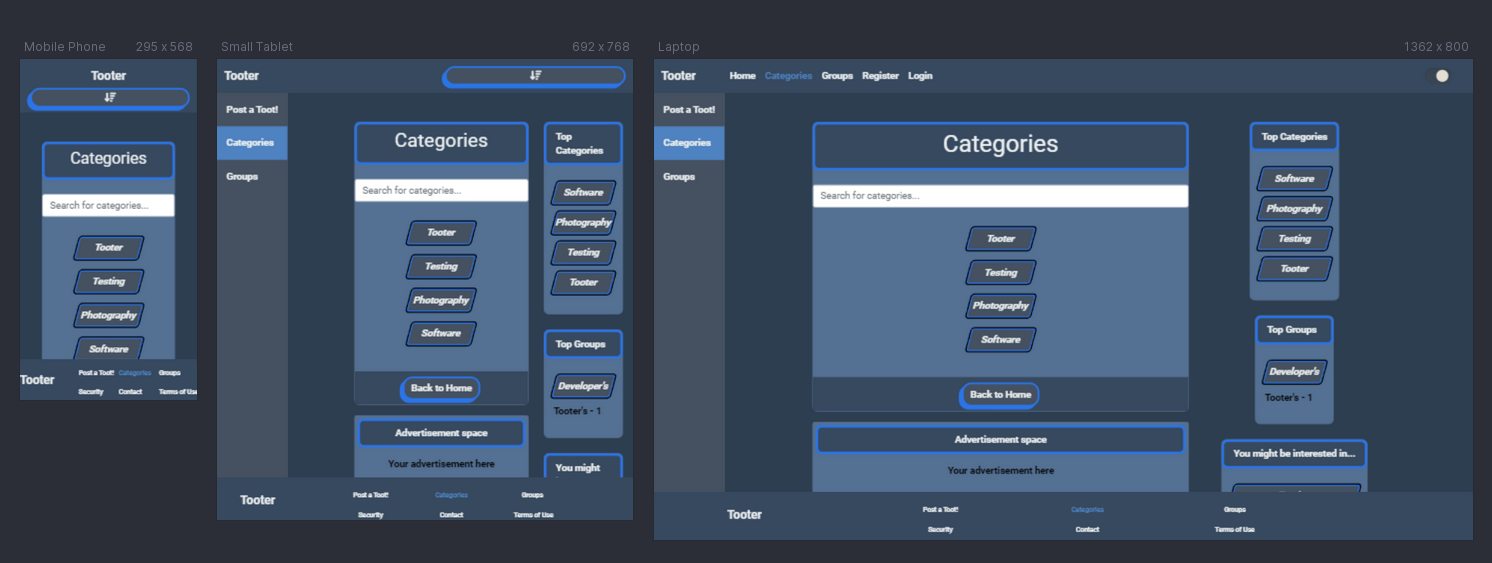 Mobile Phone 295 x 568
Tooter
Categories
Search for categories...
Tooter
Testing
Photography
Software
Tooter
Post a Toot! Categories Groups
Security Contact Terms of Use
Small Tablet 692 x 768
Tooter
Post a Toot!
Categories
Groups
Categories
Search for categories...
Tooter
Testing
Photography
Software
Back to Home
Advertisement space
Your advertisement here
Top
Categories
Software
Photography
Testing
Tooter
Top Groups
Developer's
Tooter's - 1
You might
Tooter
Post a Toot! Categories Groups
Security Contact Terms of Use
Laptop 1362 x 800
Tooter Home Categories Groups Register Login
Post a Toot!
Categories
Groups
Categories
Search for categories...
Tooter
Testing
Photography
Software
Back to Home
Advertisement space
Your advertisement here
Top Categories
Software
Photography
Testing
Tooter
Top Groups
Developer's
Tooter's - 1
You might be interested in...
Tooter
Post a Toot! Categories Groups
Security Contact Terms of Use